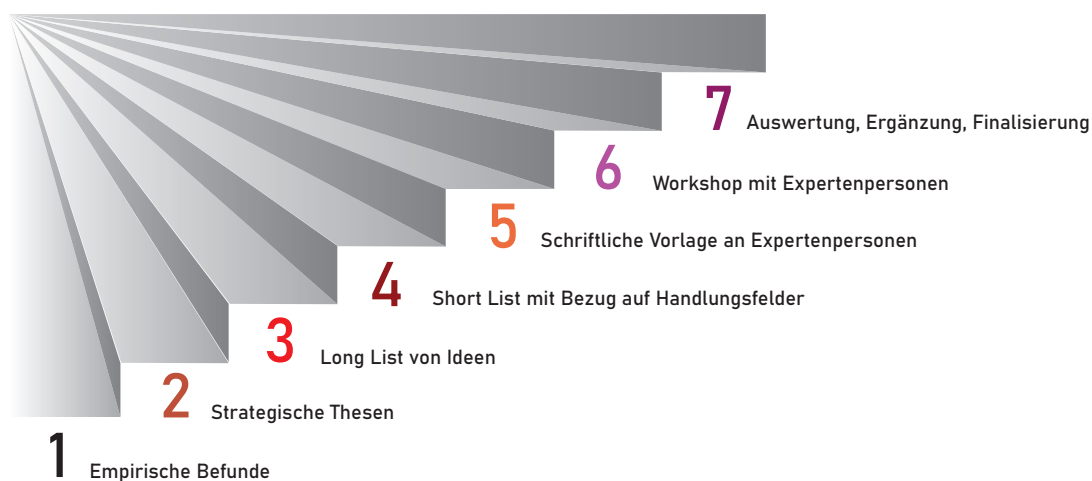 7 Auswertung, Ergänzung, Finalisierung
6 Workshop mit Expertenpersonen
5 Schriftliche Vorlage an Expertenpersonen
4 Short List mit Bezug auf Handlungsfelder
3 Long List von Ideen
2 Strategische Thesen
1 Empirische Befunde